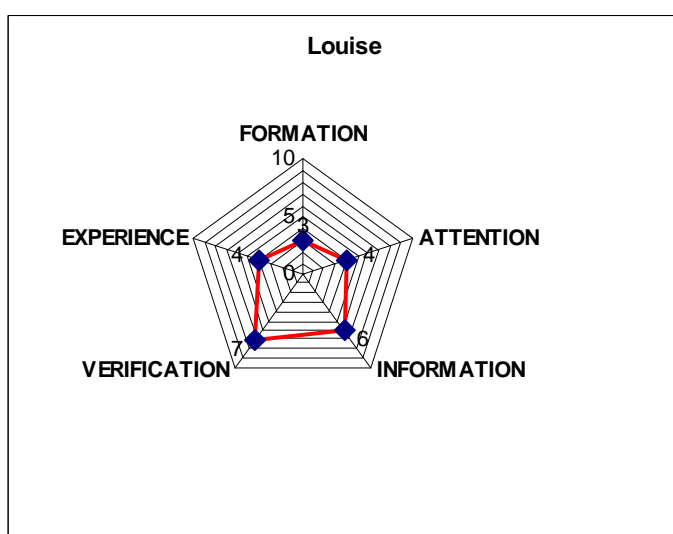 Louise
FORMATION
10
5
3
EXPERIENCE
4
4
ATTENTION
0
7
6
VERIFICATION
INFORMATION